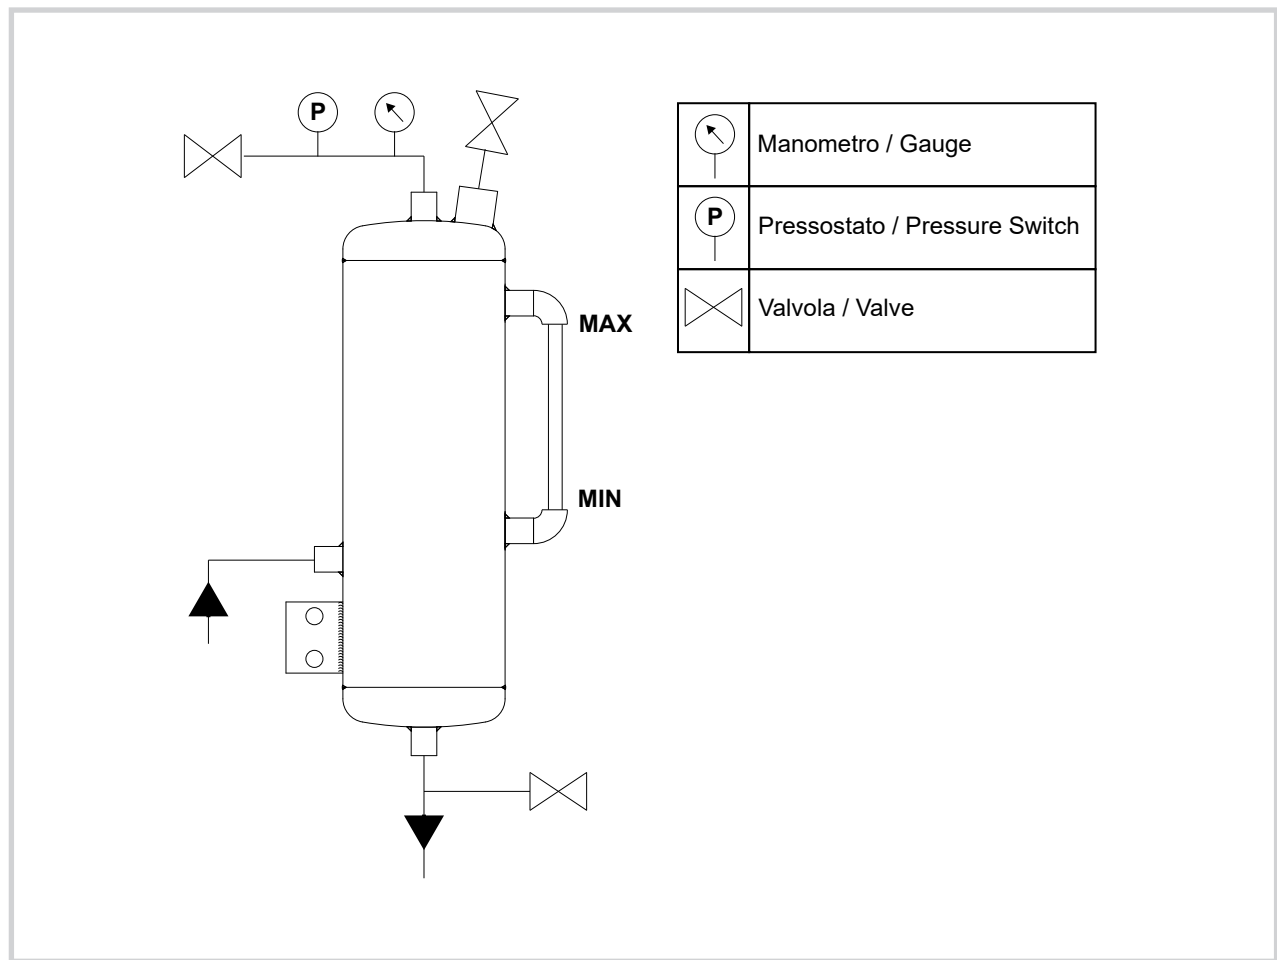 P
MAX
MIN
Manometro / Gauge
P
Pressostato / Pressure Switch
Valvola / Valve